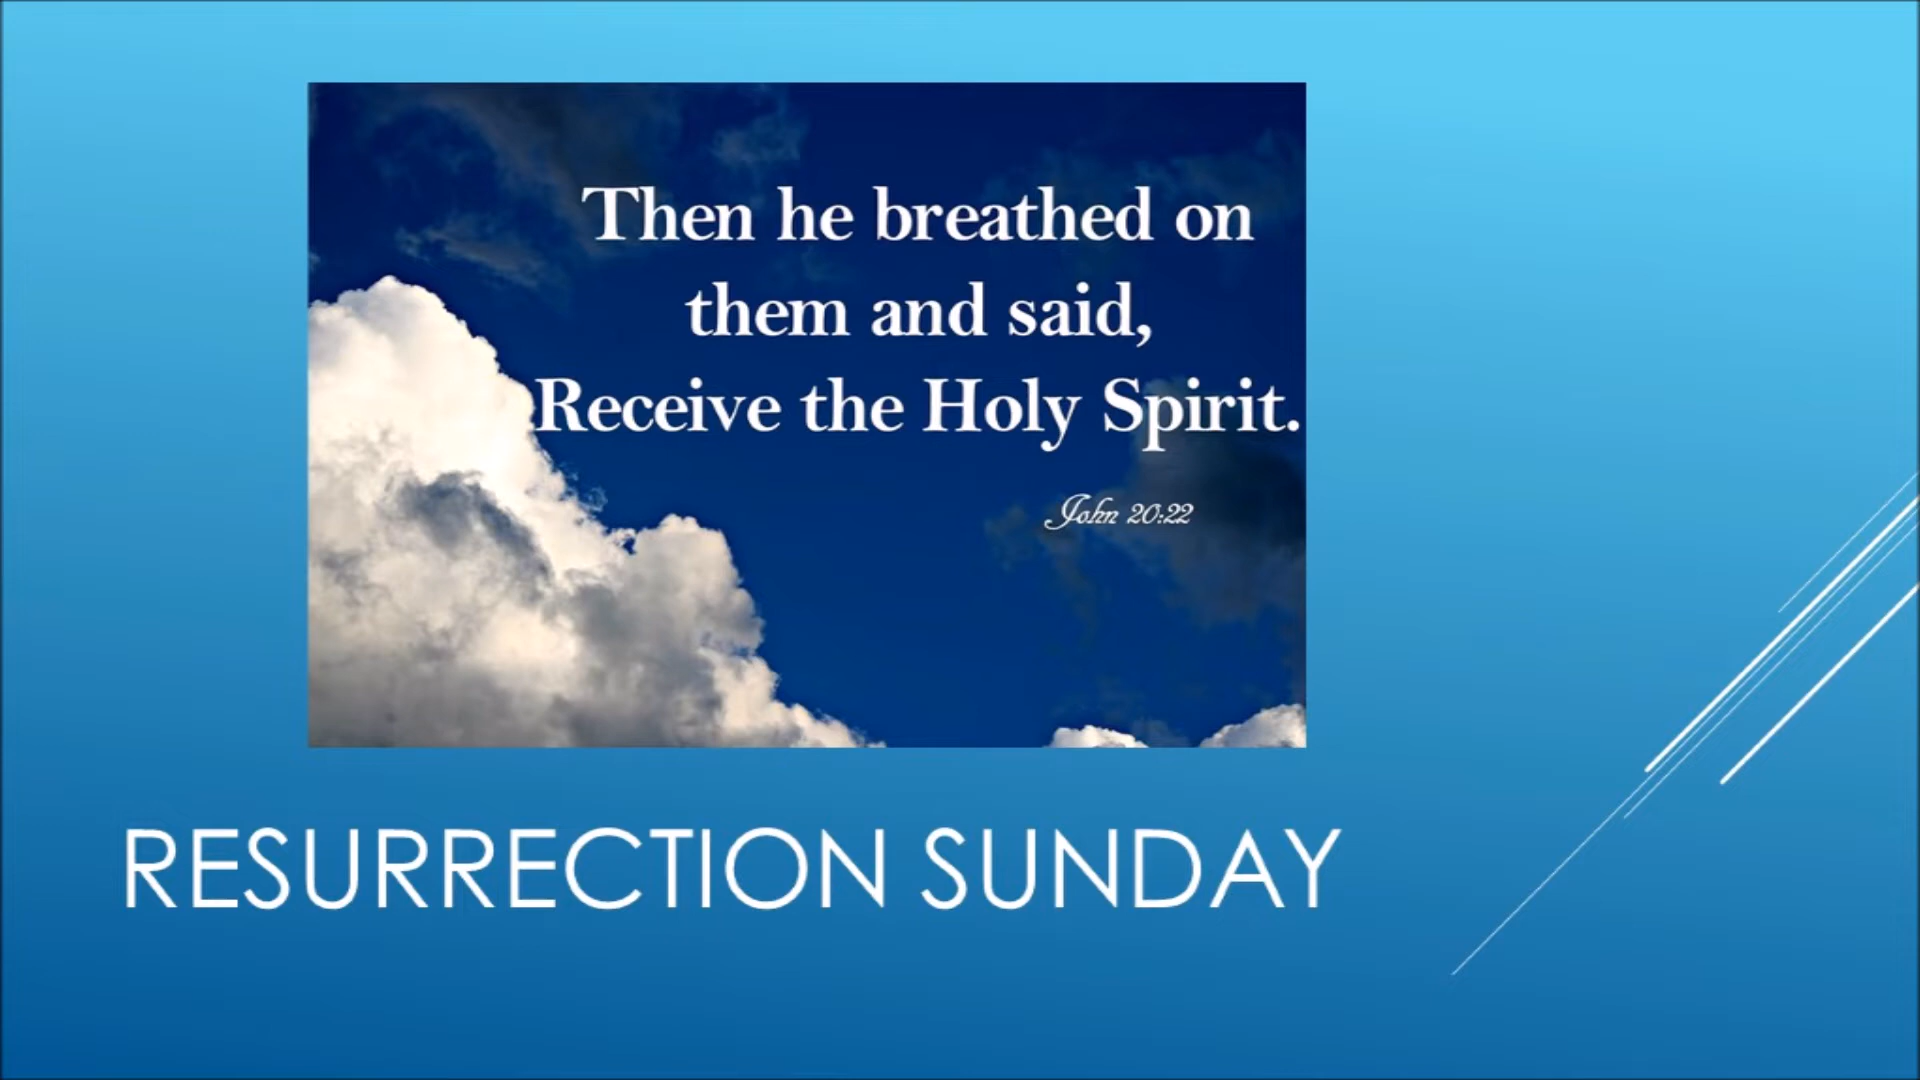 Then he breathed on
them and said,
Receive the Holy Spirit.
John 20:22
RESURRECTION SUNDAY